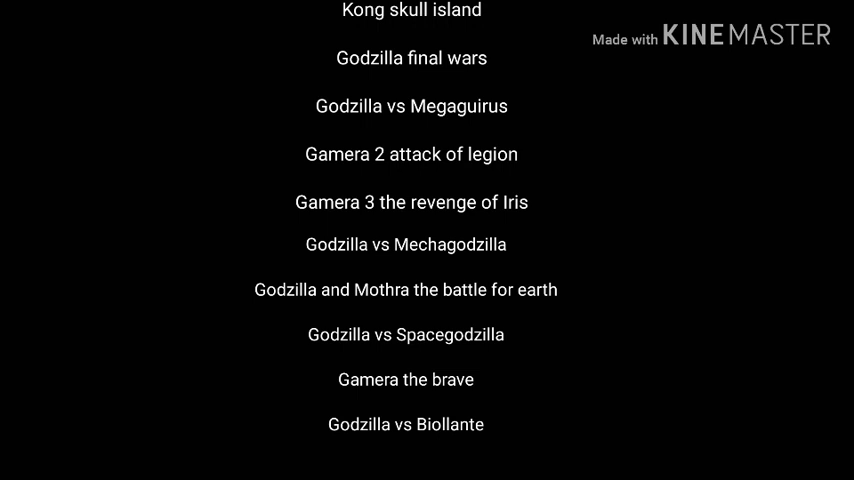 Kong skull island
Made with KINEMASTER
Godzilla final wars
Godzilla vs Megaguirus
Gamera 2 attack of legion
Gamera 3 the revenge of Iris
Godzilla vs Mechagodzilla
Godzilla and Mothra the battle for earth
Godzilla vs Spacegodzilla
Gamera the brave
Godzilla vs Biollante